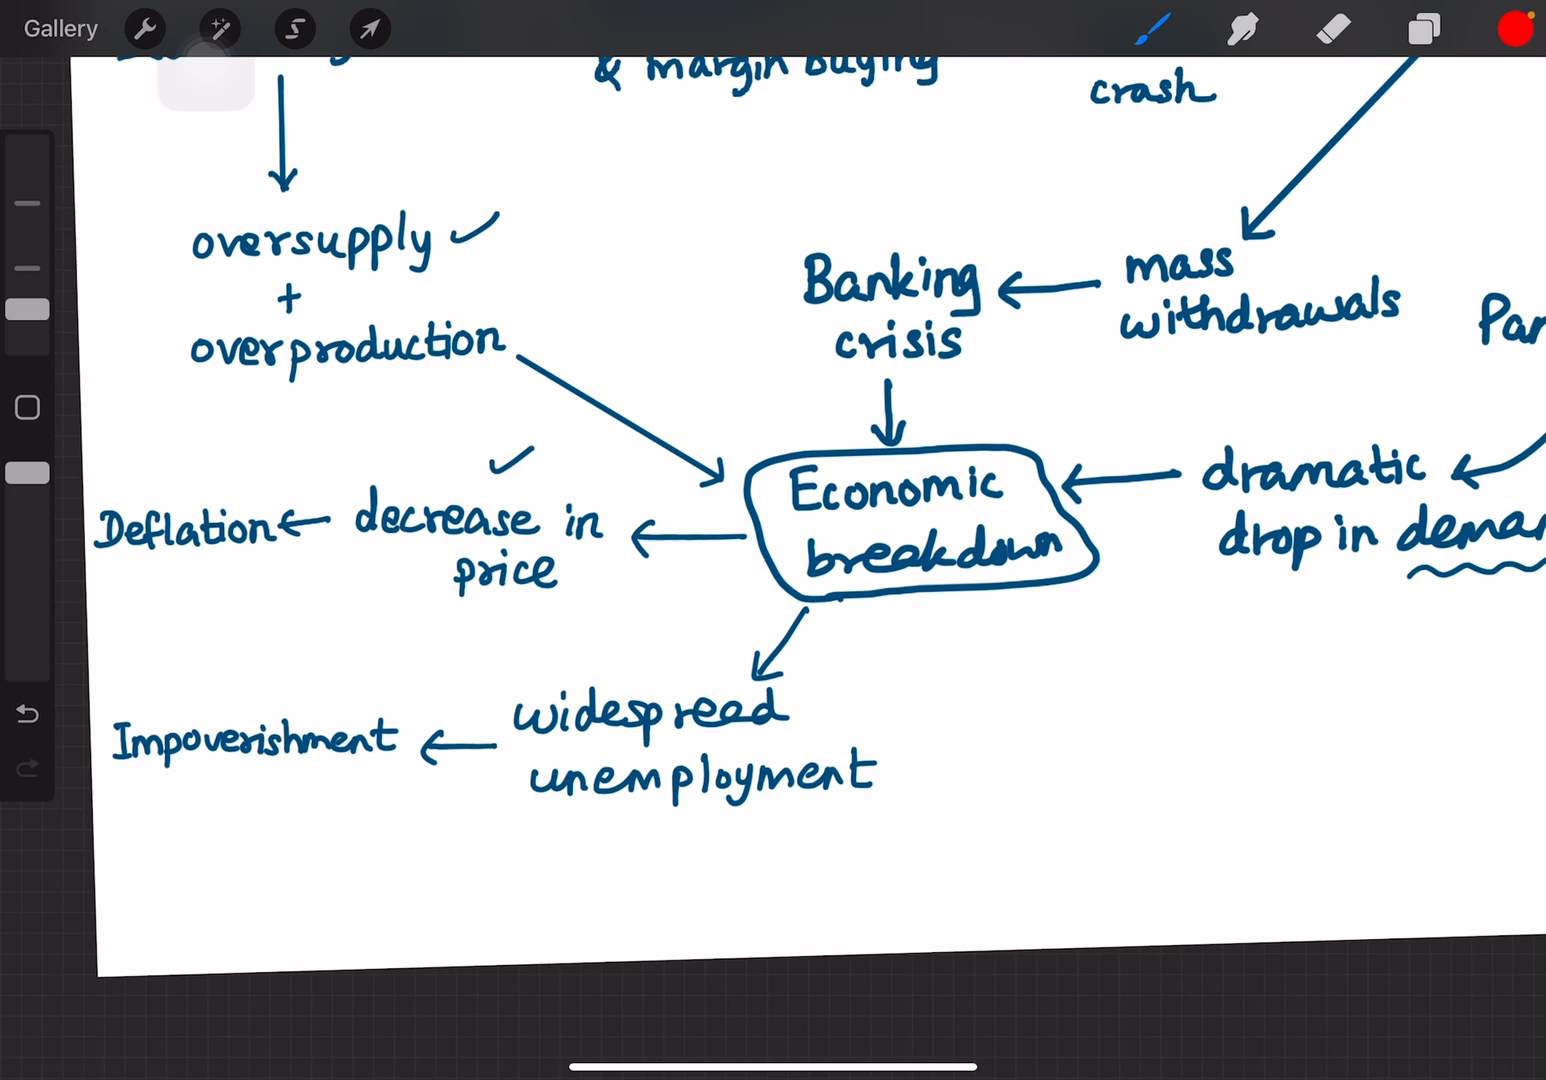 Gallery
& margin buying
crash
oversupply
+
overproduction
Banking
crisis
mass
withdrawals
Economic
breakdown
dramatic
drop in
Deflation
decrease in
price
widespread
unemployment
Impoverishment